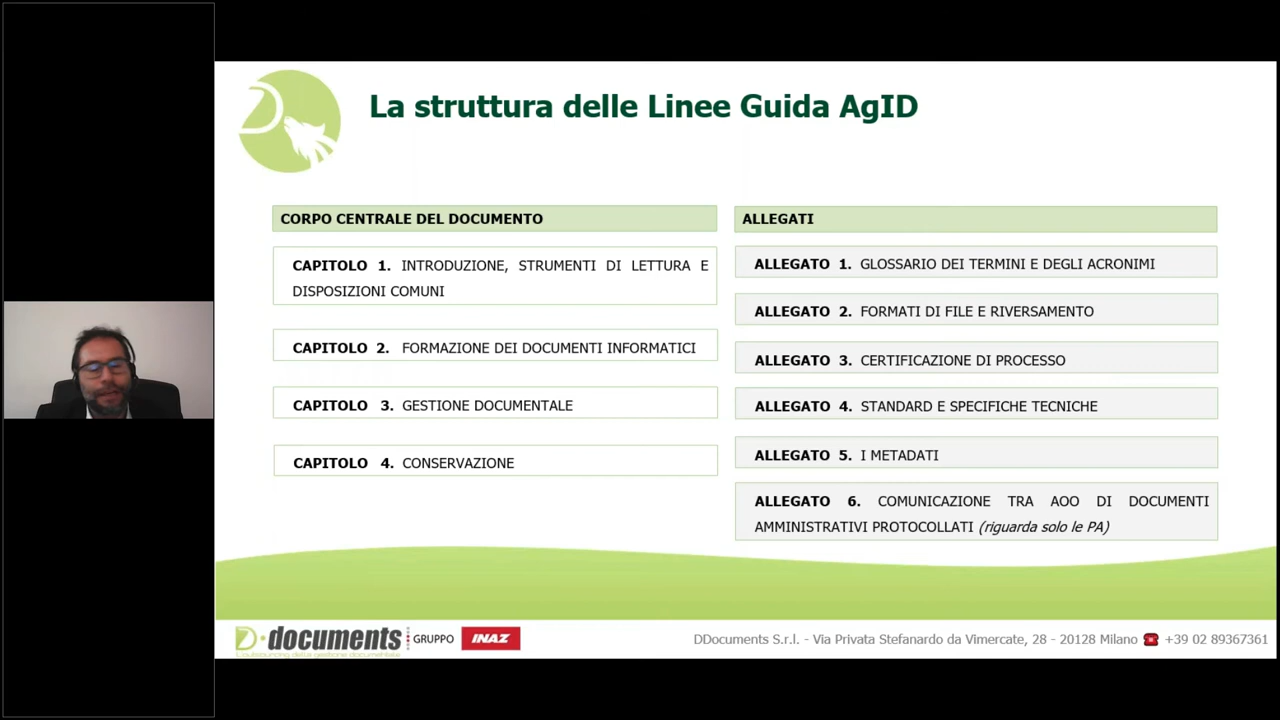 La struttura delle Linee Guida AgID
CORPO CENTRALE DEL DOCUMENTO
CAPITOLO 1. INTRODUZIONE, STRUMENTI DI LETTURA E
DISPOSIZIONI COMUNI
CAPITOLO 2. FORMAZIONE DEI DOCUMENTI INFORMATICI
CAPITOLO 3. GESTIONE DOCUMENTALE
CAPITOLO 4. CONSERVAZIONE
ALLEGATI
ALLEGATO 1. GLOSSARIO DEI TERMINI E DEGLI ACRONIMI
ALLEGATO 2. FORMATI DI FILE E RIVERSAMENTO
ALLEGATO 3. CERTIFICAZIONE DI PROCESSO
ALLEGATO 4. STANDARD E SPECIFICHE TECNICHE
ALLEGATO 5. I METADATI
ALLEGATO 6. COMUNICAZIONE TRA AOO DI DOCUMENTI
AMMINISTRATIVI PROTOCOLLATI (riguarda solo le PA)
D·documents GRUPPO INAZ
L'outsourcing della gestione documentale
DDocuments S.r.l. - Via Privata Stefanardo da Vimercate, 28 - 20128 Milano ☎ +39 02 89367361